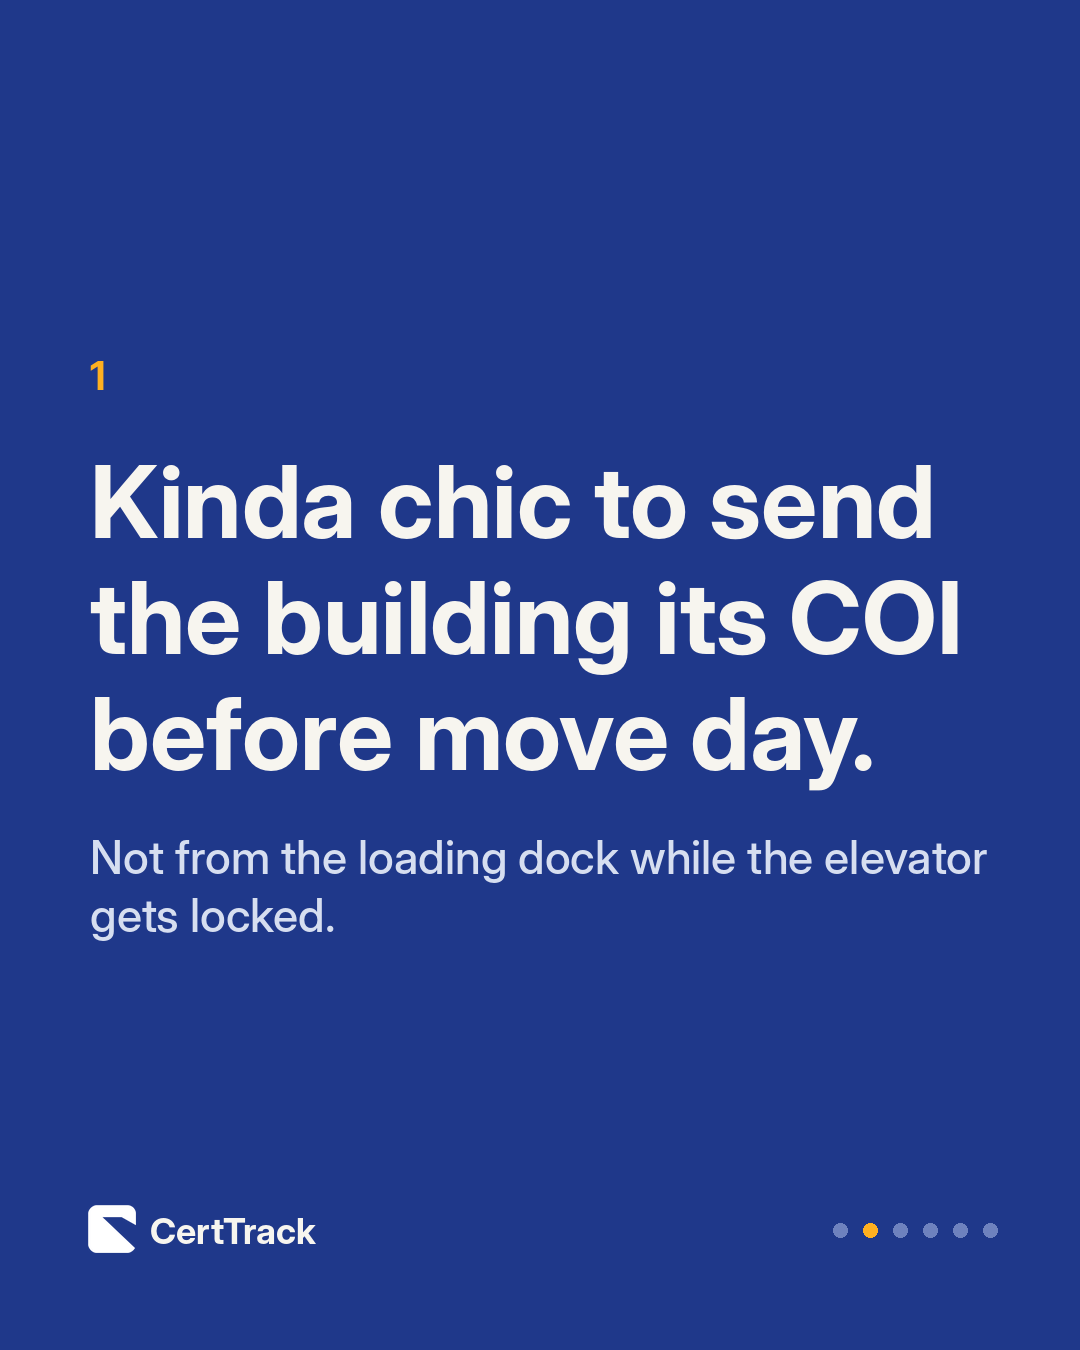 1
Kinda chic to send
the building its COI
before move day.
Not from the loading dock while the elevator
gets locked.
CertTrack